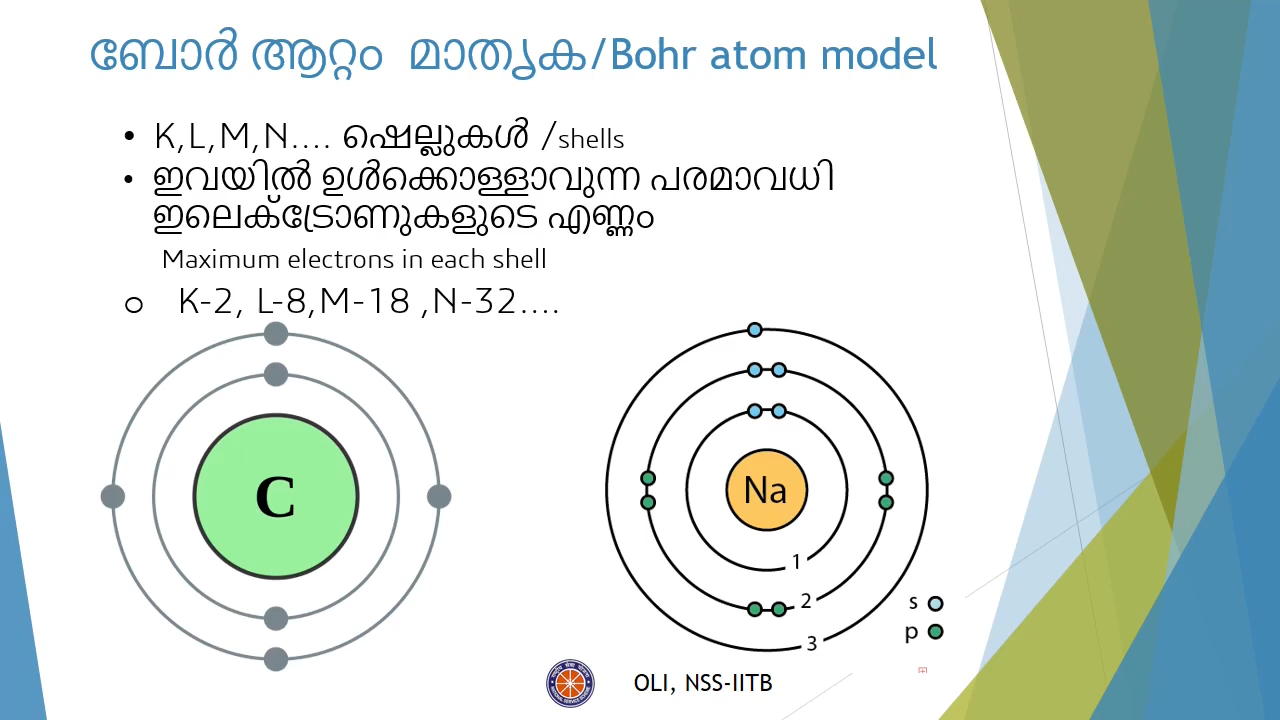 ബോർ ആറ്റം മാതൃക/Bohr atom model
• K,L,M,N.... ഷെല്ലുകൾ /shells
• ഇവയിൽ ഉൾക്കൊള്ളാവുന്ന പരമാവധി
ഇലെക്ട്രോണുകളുടെ എണ്ണം
Maximum electrons in each shell
o K-2, L-8,M-18 ,N-32....
C
Na
1
2
3
s
p
OLI, NSS-IITB